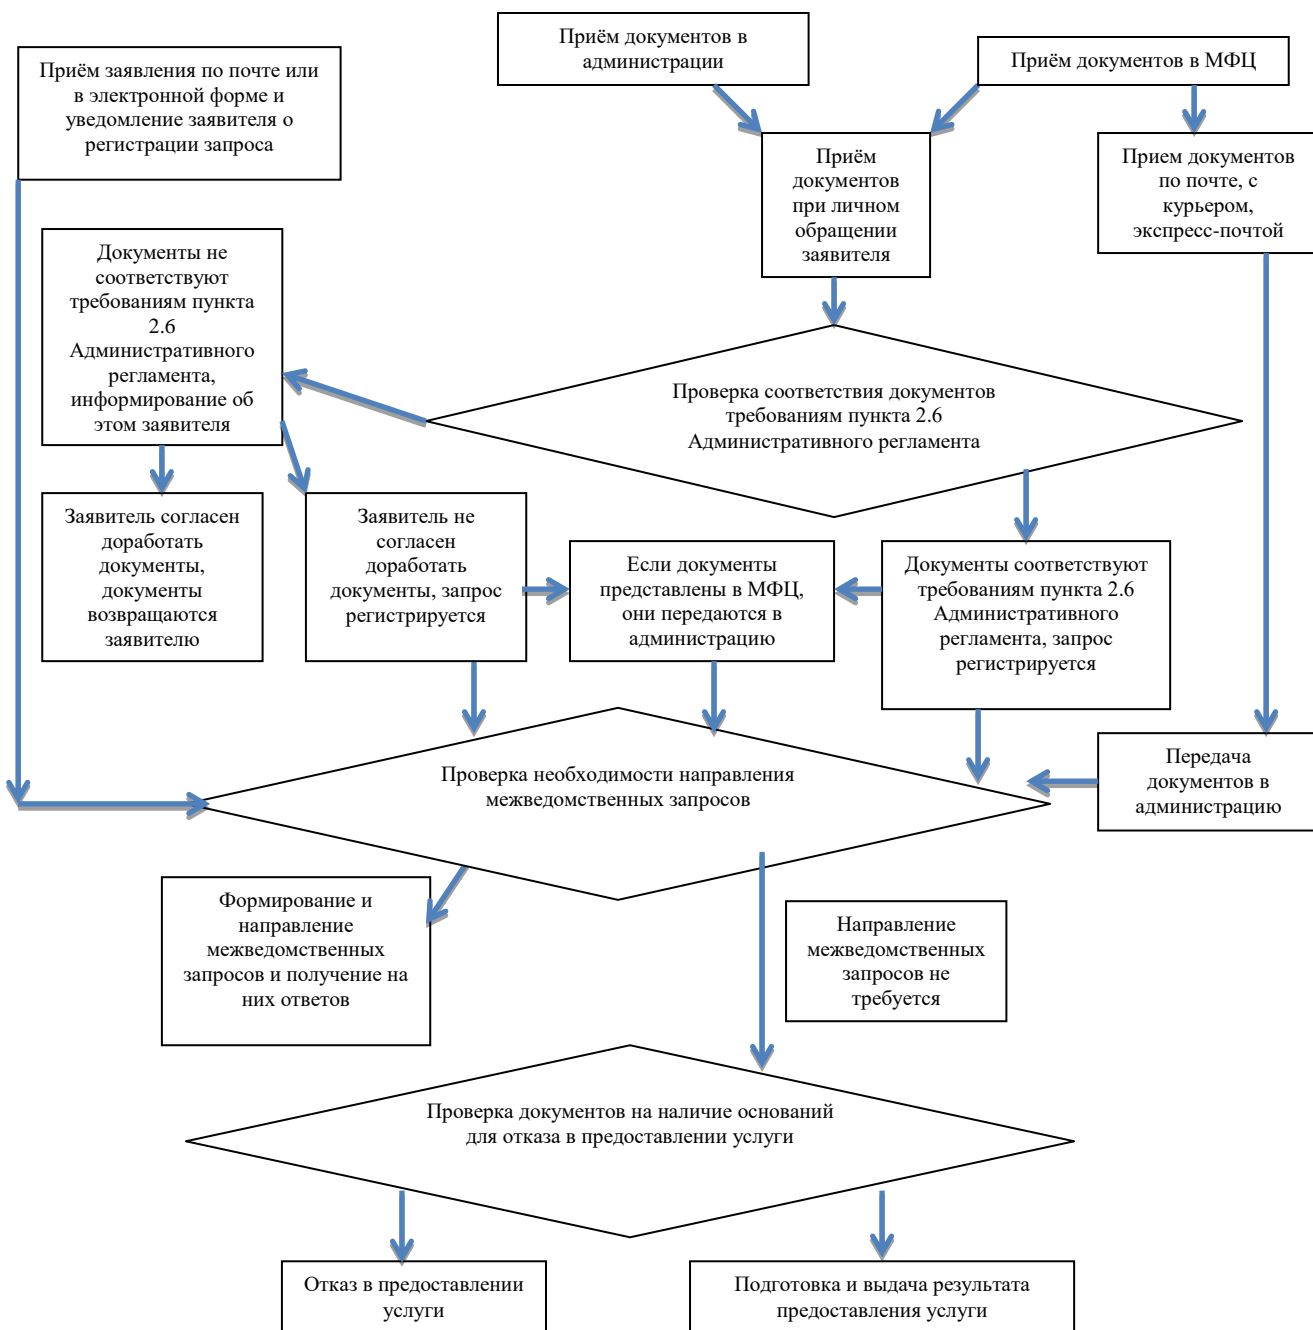 Приём документов в
администрации
Приём документов в МФЦ
Приём заявления по почте или
в электронной форме и
уведомление заявителя о
регистрации запроса
Приём
документов
при личном
обращении
заявителя
Прием документов
по почте, с
курьером,
экспресс-почтой
Документы не
соответствуют
требованиям пункта
2.6
Административного
регламента,
информирование об
этом заявителя
Проверка соответствия документов
требованиям пункта 2.6
Административного регламента
Заявитель согласен
доработать
документы,
документы
возвращаются
заявителю
Заявитель не
согласен
доработать
документы, запрос
регистрируется
Если документы
представлены в МФЦ,
они передаются в
администрацию
Документы соответствуют
требованиям пункта 2.6
Административного
регламента, запрос
регистрируется
Проверка необходимости направления
межведомственных запросов
Передача
документов в
администрацию
Формирование и
направление
межведомственных
запросов и получение на
них ответов
Направление
межведомственных
запросов не
требуется
Проверка документов на наличие оснований
для отказа в предоставлении услуги
Отказ в предоставлении
услуги
Подготовка и выдача результата
предоставления услуги